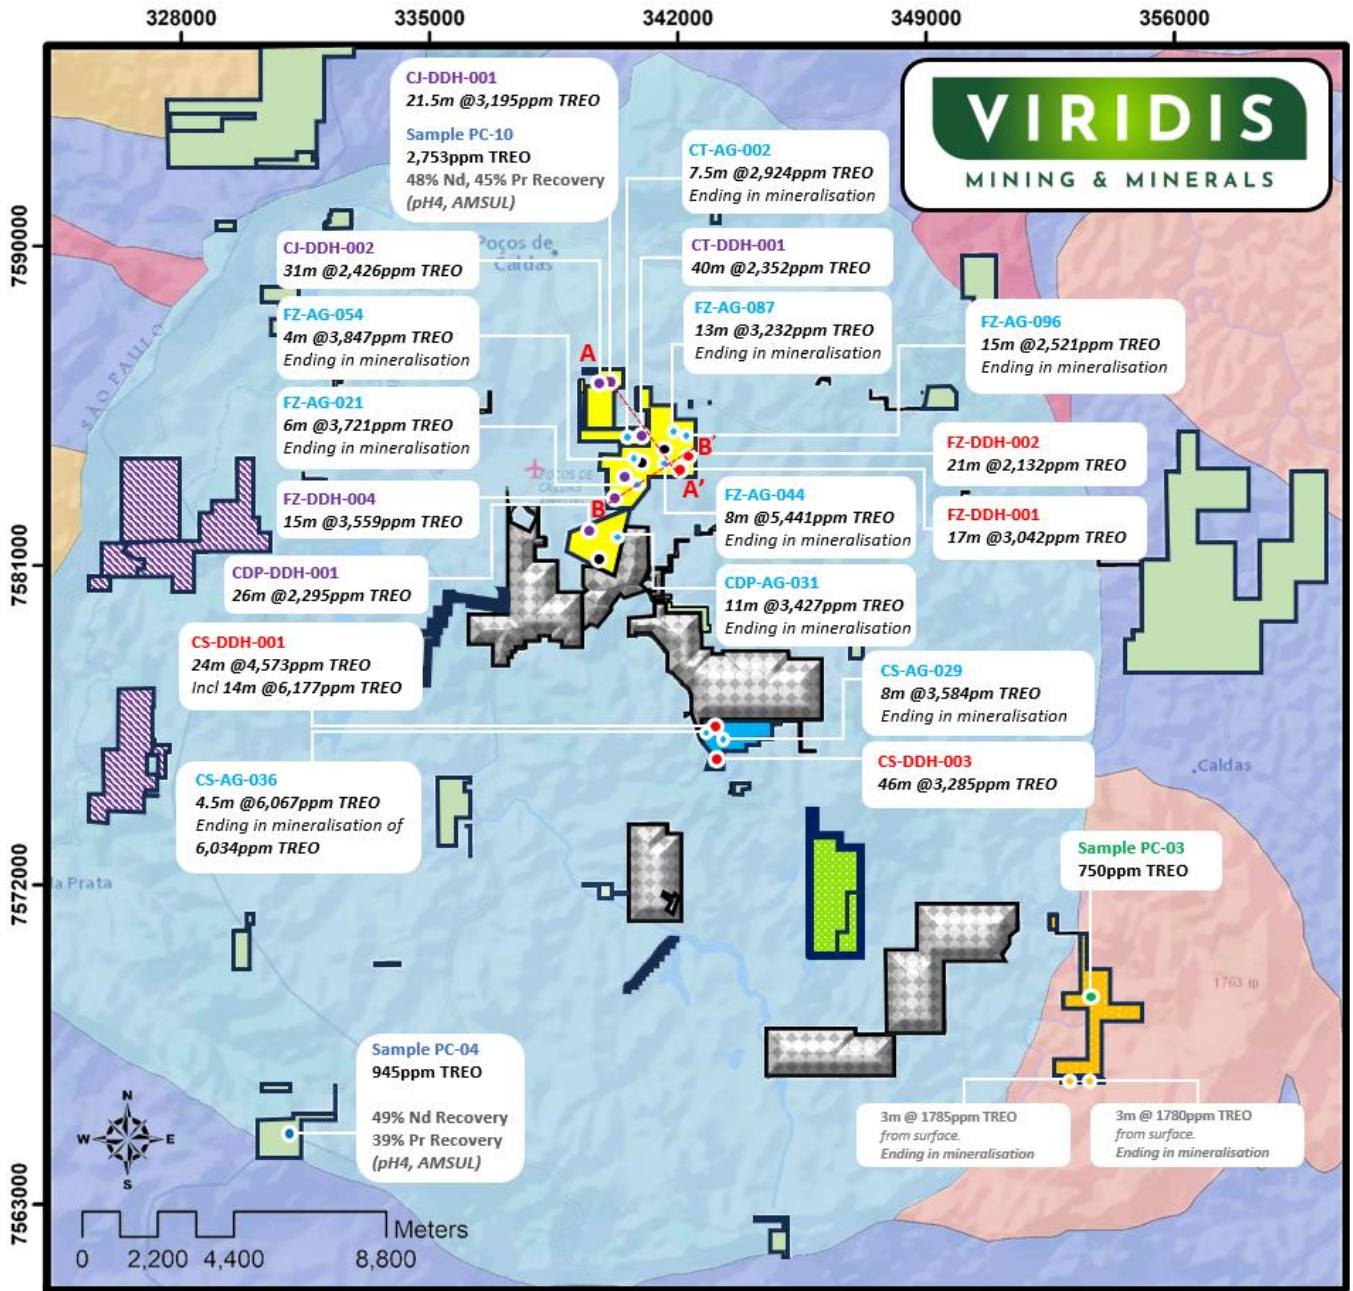 328000
335000
342000
349000
356000
7590000
7581000
7572000
7563000
VIRIDIS
MINING & MINERALS
CJ-DDH-001
21.5m @3,195ppm TREO
Sample PC-10
2,753ppm TREO
48% Nd, 45% Pr Recovery
(pH4, AMSUL)
CT-AG-002
7.5m @2,924ppm TREO
Ending in mineralisation
CJ-DDH-002
31m @2,426ppm TREO
Poços de
Caldas
CT-DDH-001
40m @2,352ppm TREO
FZ-AG-054
4m @3,847ppm TREO
Ending in mineralisation
FZ-AG-087
13m @3,232ppm TREO
Ending in mineralisation
FZ-AG-096
15m @2,521ppm TREO
Ending in mineralisation
SÃO PAULO
A
FZ-AG-021
6m @3,721ppm TREO
Ending in mineralisation
B'
FZ-DDH-002
21m @2,132ppm TREO
POÇOS DE
CALDAS
A'
FZ-DDH-004
15m @3,559ppm TREO
B
FZ-AG-044
8m @5,441ppm TREO
Ending in mineralisation
FZ-DDH-001
17m @3,042ppm TREO
CDP-DDH-001
26m @2,295ppm TREO
CDP-AG-031
11m @3,427ppm TREO
Ending in mineralisation
CS-DDH-001
24m @4,573ppm TREO
Incl 14m @6,177ppm TREO
CS-AG-029
8m @3,584pm TREO
Ending in mineralisation
CS-DDH-003
46m @3,285ppm TREO
Caldas
CS-AG-036
4.5m @6,067ppm TREO
Ending in mineralisation of
6,034ppm TREO
Sample PC-03
750ppm TREO
la Prata
1763 m
Sample PC-04
945ppm TREO
49% Nd Recovery
39% Pr Recovery
(pH4, AMSUL)
3m @ 1785ppm TREO
from surface.
Ending in mineralisation
3m @ 1780ppm TREO
from surface.
Ending in mineralisation
N
W
E
S
Meters
0
2,200
4,400
8,800